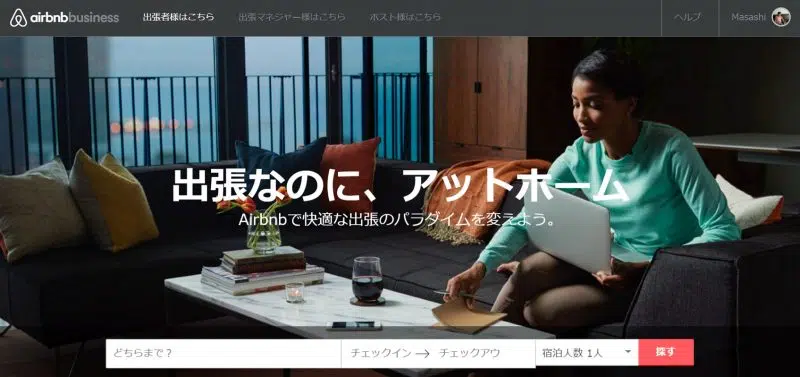 airbnbbusiness
出張者様はこちら
出張マネジャー様はこちら
ホスト様はこちら
ヘルプ
Masashi
出張なのに、アットホーム
Airbnbで快適な出張のパラダイムを変えよう。
どちらまで？
チェックイン → チェックアウ
宿泊人数 1人
探す